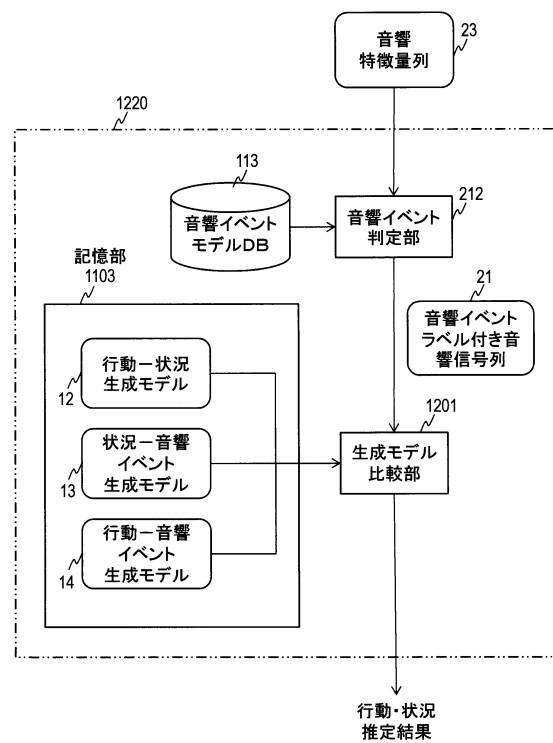 音響
特徴量列
23
1220
113
音響イベント
モデルDB
音響イベント
判定部
212
記憶部
1103
21
音響イベント
ラベル付き音
響信号列
行動ー状況
生成モデル
12
1201
生成モデル
比較部
状況ー音響
イベント
生成モデル
13
行動ー音響
イベント
生成モデル
14
行動・状況
推定結果